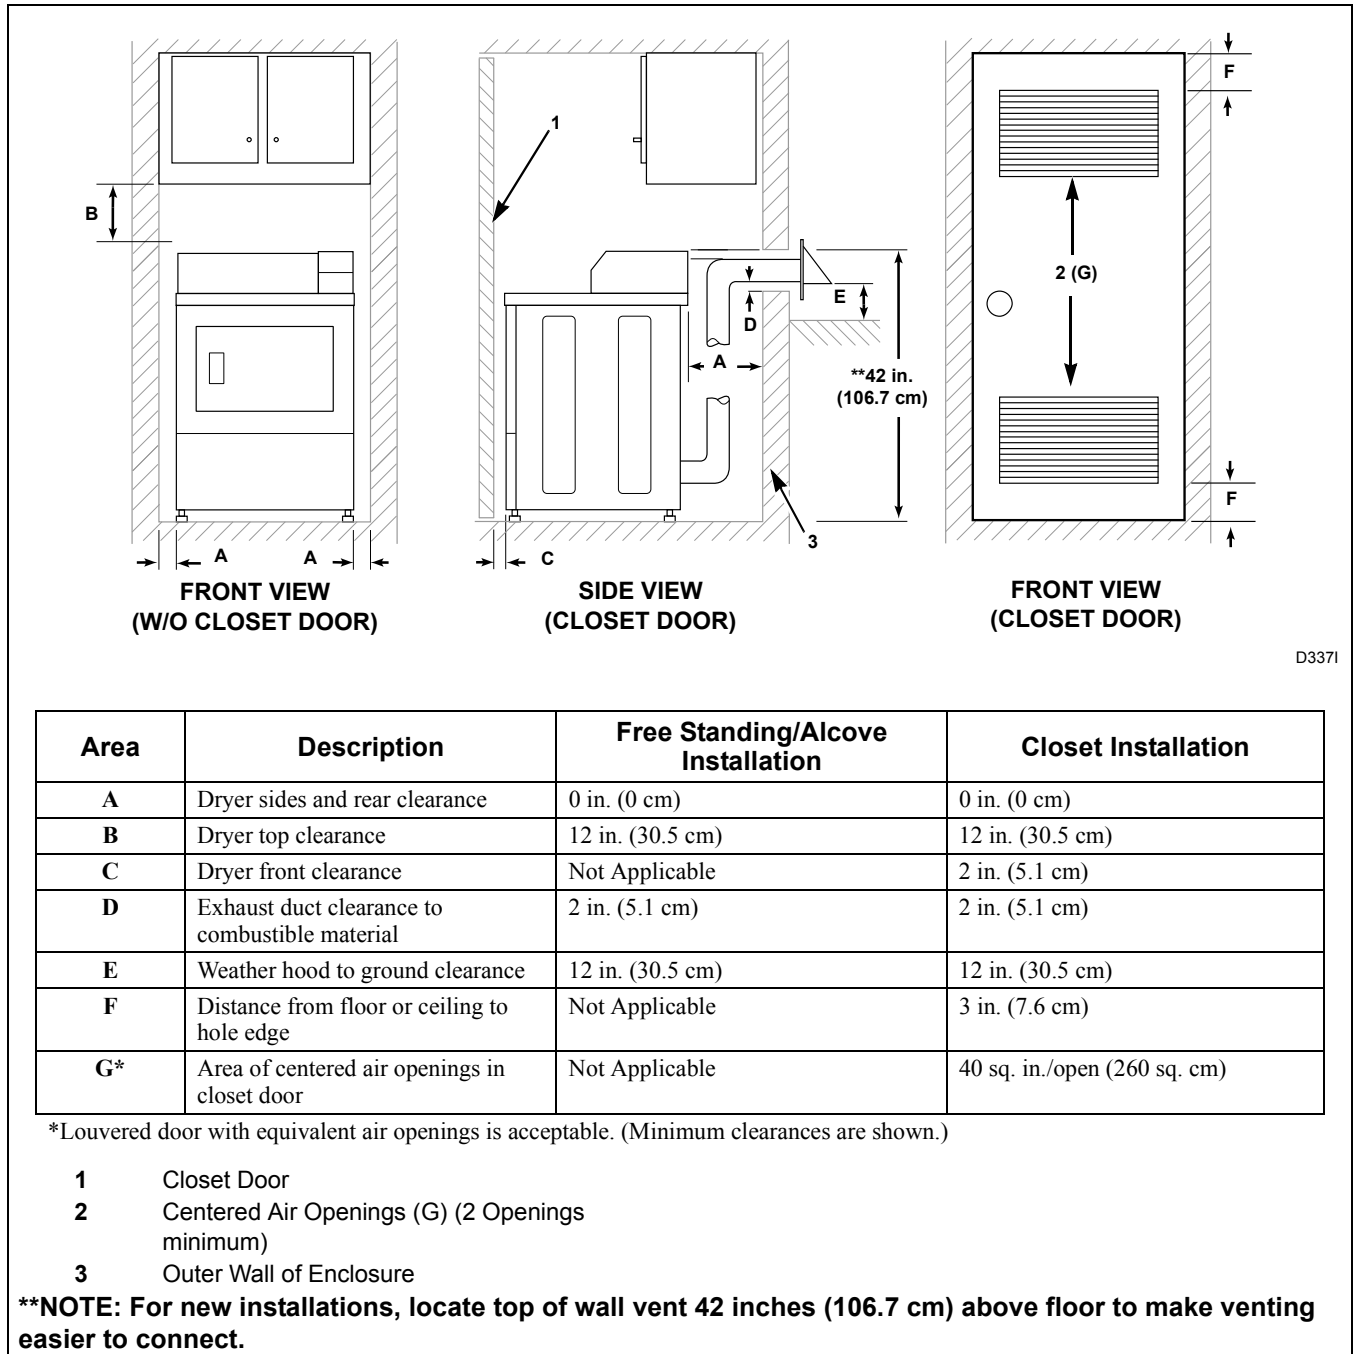 B
A
A
FRONT VIEW
(W/O CLOSET DOOR)
1
E
D
A
**42 in.
(106.7 cm)
3
C
SIDE VIEW
(CLOSET DOOR)
F
2 (G)
F
FRONT VIEW
(CLOSET DOOR)
D337I
Area Description Free Standing/Alcove Installation Closet Installation
A Dryer sides and rear clearance 0 in. (0 cm) 0 in. (0 cm)
B Dryer top clearance 12 in. (30.5 cm) 12 in. (30.5 cm)
C Dryer front clearance Not Applicable 2 in. (5.1 cm)
D Exhaust duct clearance to combustible material 2 in. (5.1 cm) 2 in. (5.1 cm)
E Weather hood to ground clearance 12 in. (30.5 cm) 12 in. (30.5 cm)
F Distance from floor or ceiling to hole edge Not Applicable 3 in. (7.6 cm)
G* Area of centered air openings in closet door Not Applicable 40 sq. in./open (260 sq. cm)
*Louvered door with equivalent air openings is acceptable. (Minimum clearances are shown.)
1 Closet Door
2 Centered Air Openings (G) (2 Openings
minimum)
3 Outer Wall of Enclosure
**NOTE: For new installations, locate top of wall vent 42 inches (106.7 cm) above floor to make venting
easier to connect.